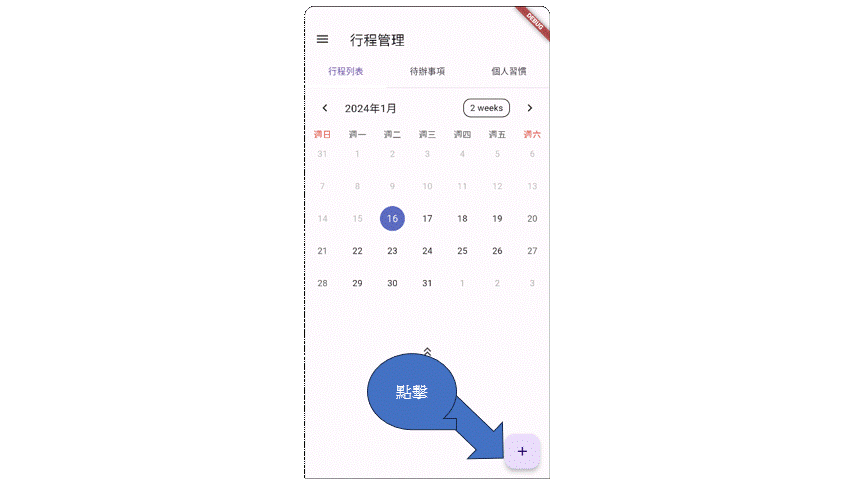 DEBUG
行程管理
行程列表 待辦事項 個人習慣
2024年1月 2 weeks
週日 週一 週二 週三 週四 週五 週六
31 1 2 3 4 5 6
7 8 9 10 11 12 13
14 15 16 17 18 19 20
21 22 23 24 25 26 27
28 29 30 31 1 2 3
點擊
+